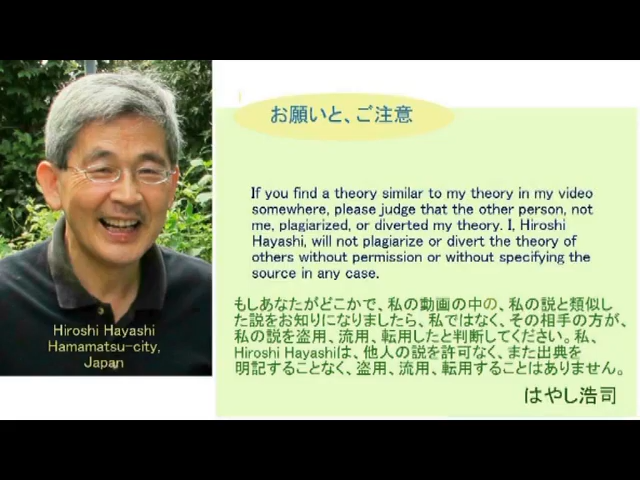 お願いと、ご注意
If you find a theory similar to my theory in my video
somewhere, please judge that the other person, not
me, plagiarized, or diverted my theory. I, Hiroshi
Hayashi, will not plagiarize or divert the theory of
others without permission or without specifying the
source in any case.
もしあなたがどこかで、私の動画の中の、私の説と類似し
た説をお知りになりましたら、私ではなく、その相手の方が、
私の説を盗用、流用、転用したと判断してください。私、
Hiroshi Hayashiは、他人の説を許可なく、また出典を
明記することなく、盗用、流用、転用することはありません。
はやし浩司
Hiroshi Hayashi
Hamamatsu-city,
Japan